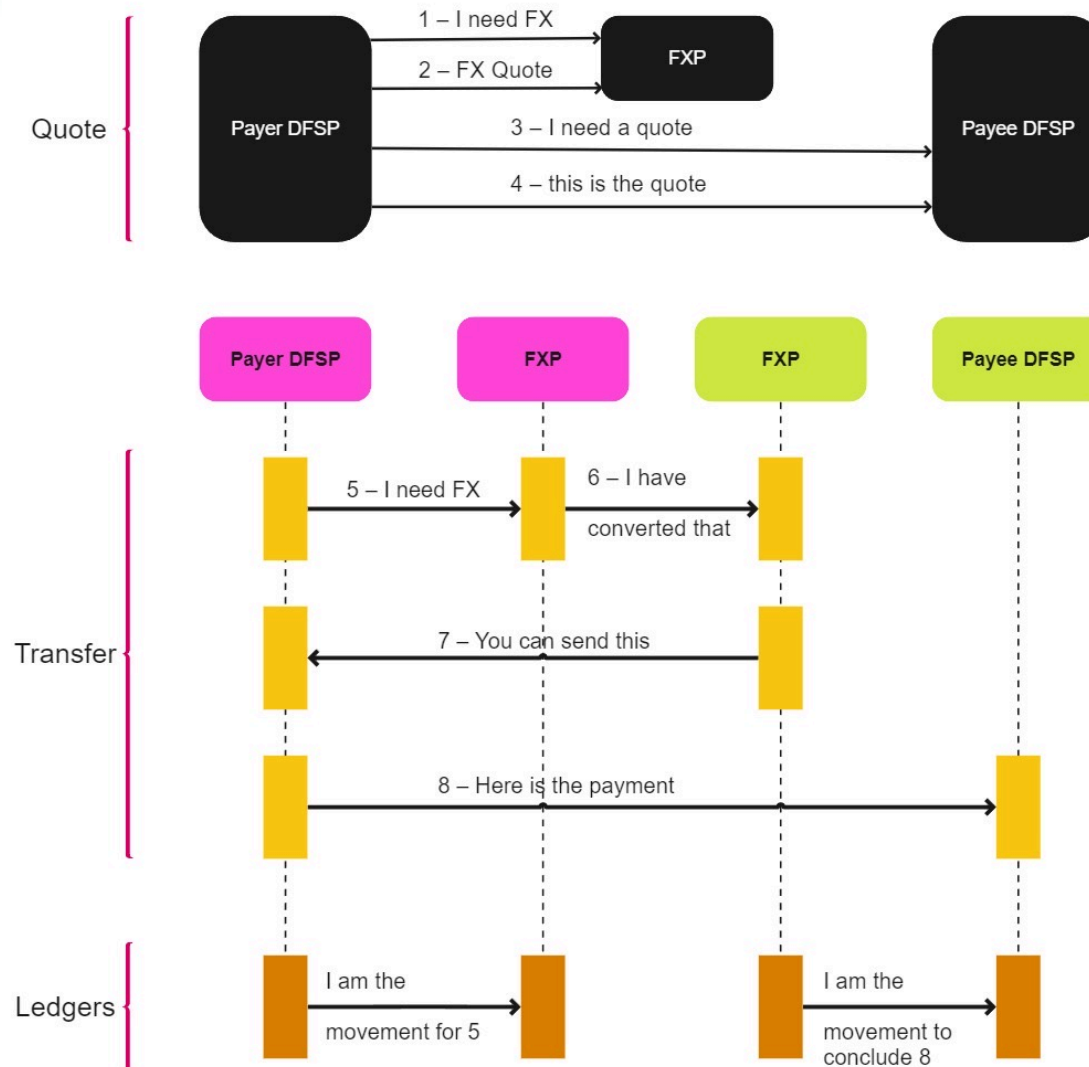 1 – I need FX
FXP
2 – FX Quote
Quote
Payer DFSP
3 – I need a quote
Payee DFSP
4 – this is the quote
Payer DFSP
FXP
FXP
Payee DFSP
5 – I need FX
6 – I have
converted that
Transfer
7 – You can send this
8 – Here is the payment
Ledgers
I am the
movement for 5
I am the
movement to
conclude 8